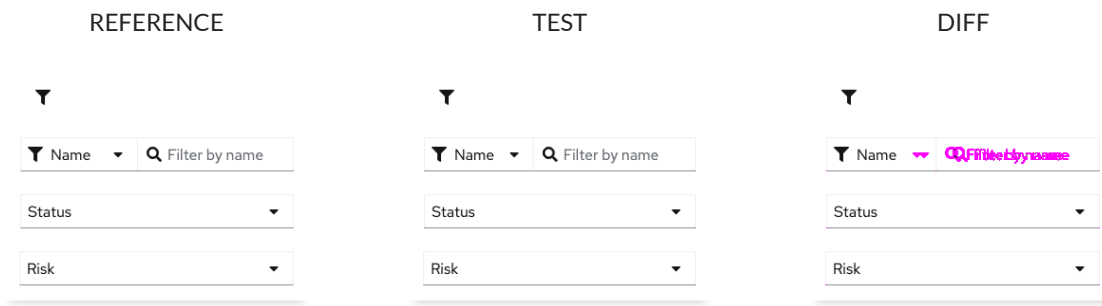 REFERENCE TEST DIFF
Name Filter by name Name Filter by name Name
Status Status Status
Risk Risk Risk